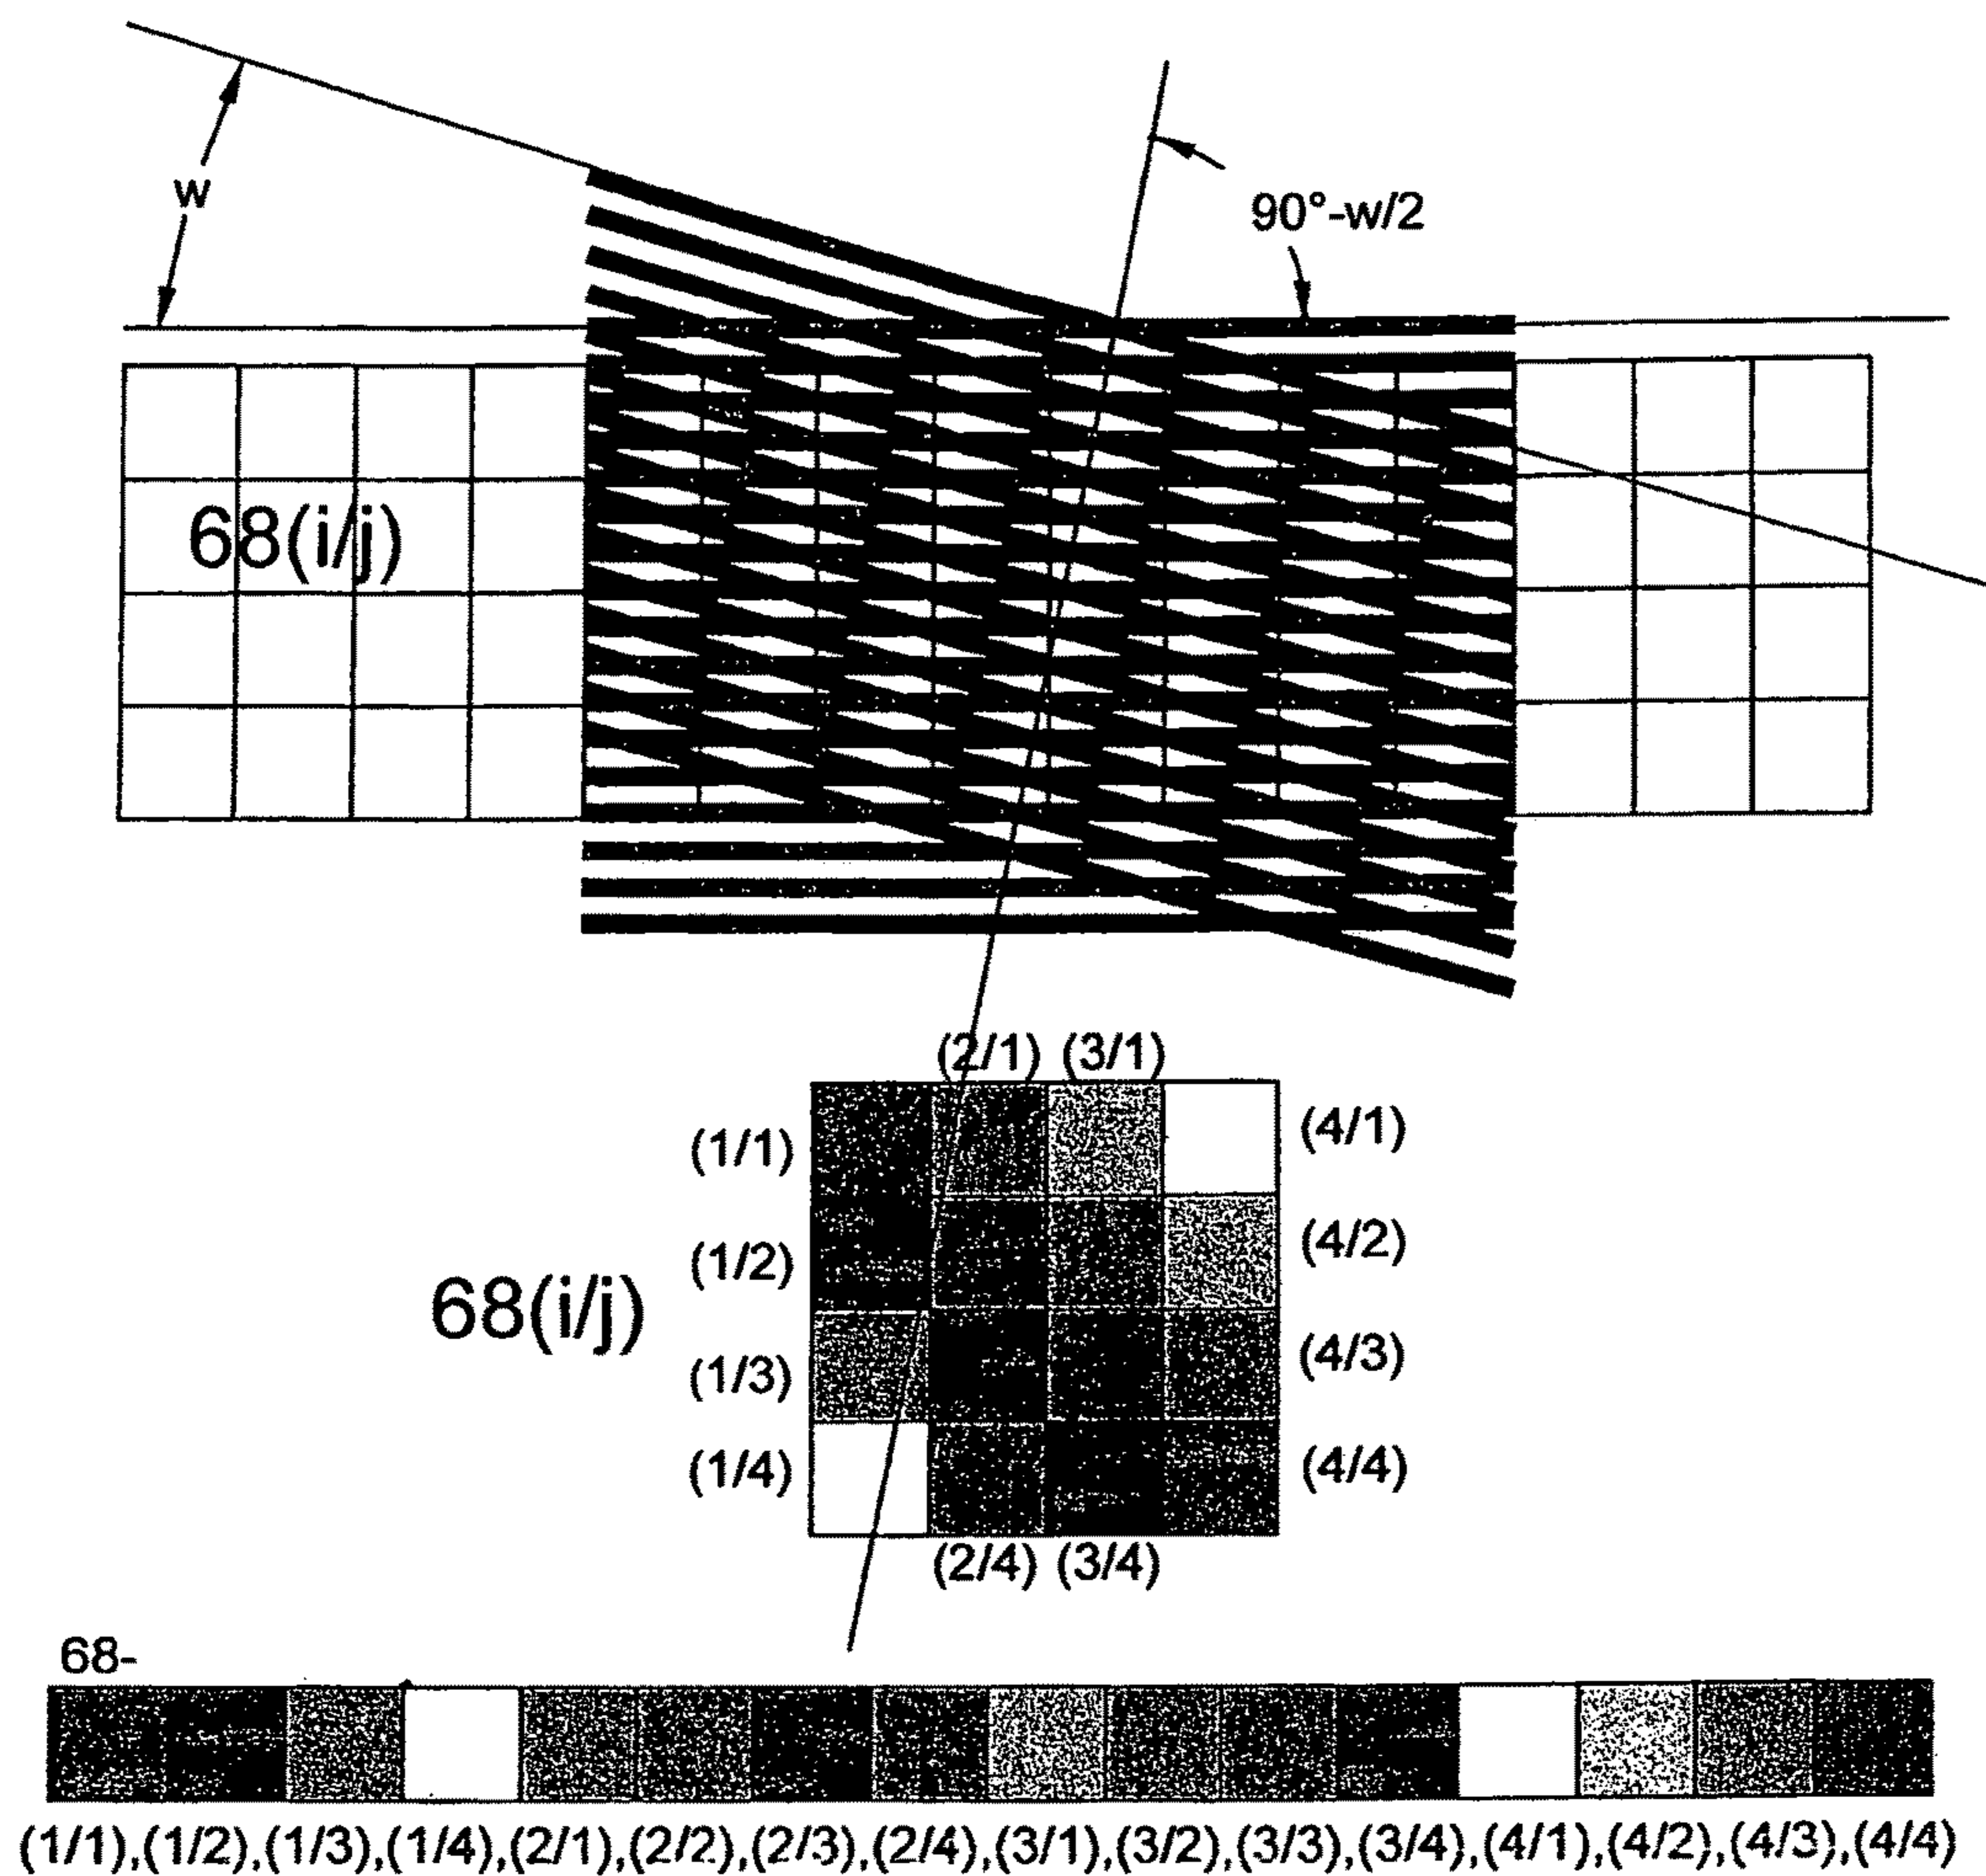 w
90°-w/2
68(i/j)
(2/1) (3/1)
(1/1) (4/1)
(1/2) (4/2)
68(i/j)
(1/3) (4/3)
(1/4) (4/4)
(2/4) (3/4)
68-
(1/1),(1/2),(1/3),(1/4),(2/1),(2/2),(2/3),(2/4),(3/1),(3/2),(3/3),(3/4),(4/1),(4/2),(4/3),(4/4)